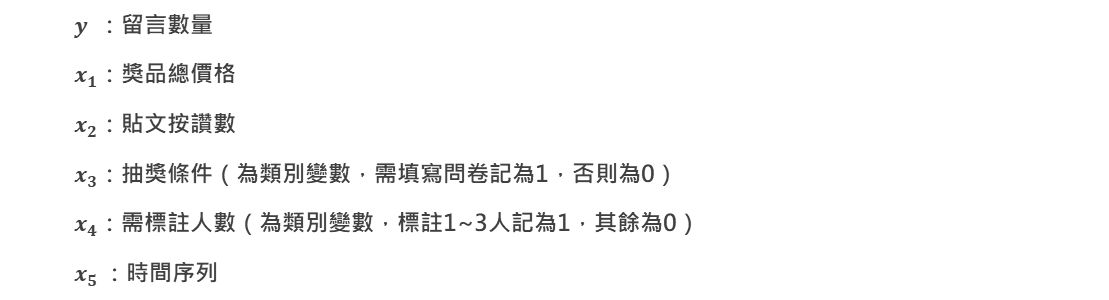 y ：留言數量
x₁：獎品總價格
x₂：貼文按讚數
x₃：抽獎條件（為類別變數，需填寫問卷記為1，否則為0）
x₄：需標註人數（為類別變數，標註1~3人記為1，其餘為0）
x₅ ：時間序列